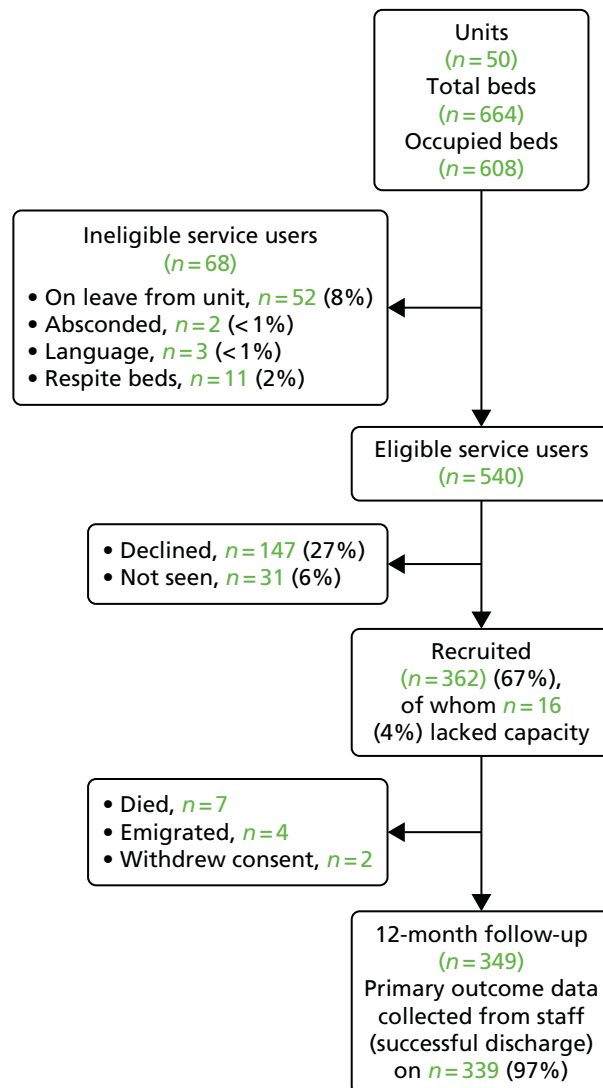 Units
(n=50)
Total beds
(n=664)
Occupied beds
(n=608)
Ineligible service users
(n=68)
• On leave from unit, n=52 (8%)
• Absconded, n=2 (<1%)
• Language, n=3 (<1%)
• Respite beds, n=11 (2%)
Eligible service users
(n=540)
• Declined, n=147 (27%)
• Not seen, n=31 (6%)
Recruited
(n=362) (67%),
of whom n=16
(4%) lacked capacity
• Died, n=7
• Emigrated, n=4
• Withdrew consent, n=2
12-month follow-up
(n=349)
Primary outcome data
collected from staff
(successful discharge)
on n=339 (97%)